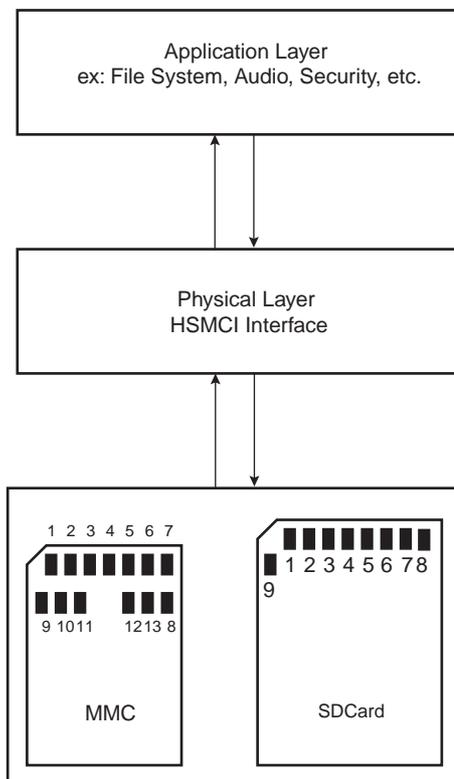 Application Layer
ex: File System, Audio, Security, etc.
Physical Layer
HSMCI Interface
1 2 3 4 5 6 7
9 10 11 12 13 8
MMC
1 2 3 4 5 6 7 8
9
SDCard